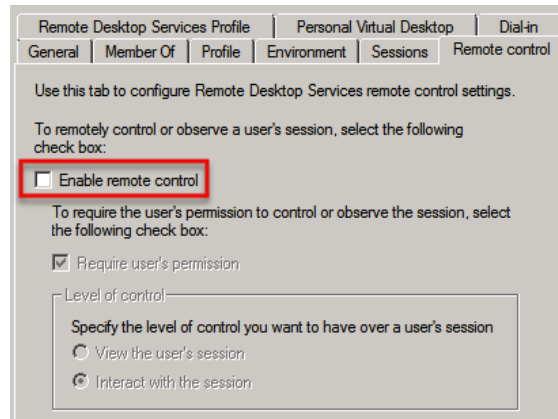 Remote Desktop Services Profile Personal Virtual Desktop Dial-in
General Member Of Profile Environment Sessions Remote control
Use this tab to configure Remote Desktop Services remote control settings.
To remotely control or observe a user's session, select the following
check box:
Enable remote control
To require the user's permission to control or observe the session, select
the following check box:
Require user's permission
Level of control
Specify the level of control you want to have over a user's session
View the user's session
Interact with the session